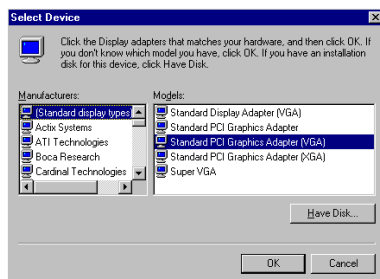 Select Device
Click the Display adapters that matches your hardware, and then click OK. If
you don't know which model you have, click OK. If you have an installation
disk for this device, click Have Disk.
Manufacturers:
(Standard display types)
Actix Systems
ATI Technologies
Boca Research
Cardinal Technologies
Models:
Standard Display Adapter (VGA)
Standard PCI Graphics Adapter
Standard PCI Graphics Adapter (VGA)
Standard PCI Graphics Adapter (XGA)
Super VGA
Have Disk...
OK
Cancel